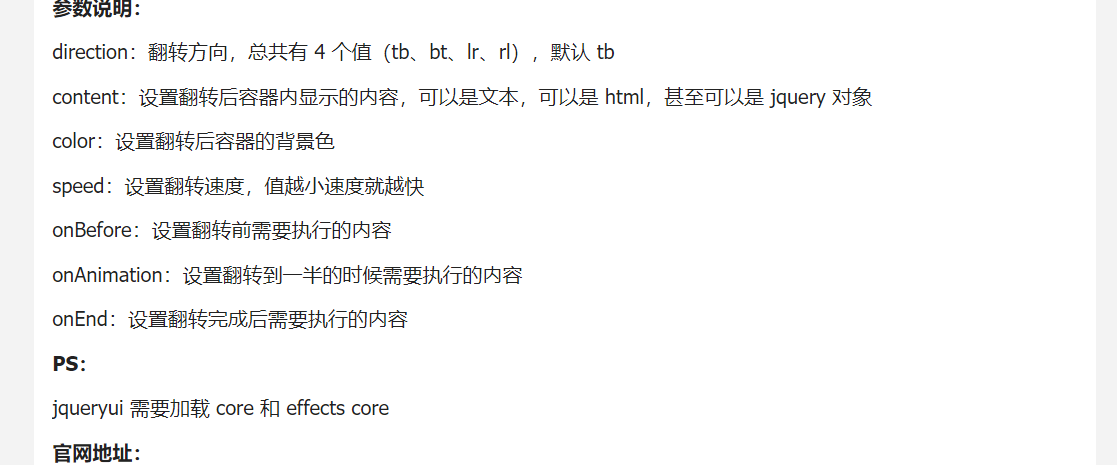 参数说明：
direction：翻转方向，总共有 4 个值（tb、bt、lr、rl），默认 tb
content：设置翻转后容器内显示的内容，可以是文本，可以是 html，甚至可以是 jquery 对象
color：设置翻转后容器的背景色
speed：设置翻转速度，值越小速度就越快
onBefore：设置翻转前需要执行的内容
onAnimation：设置翻转到一半的时候需要执行的内容
onEnd：设置翻转完成后需要执行的内容
PS：
jqueryui 需要加载 core 和 effects core
官网地址：